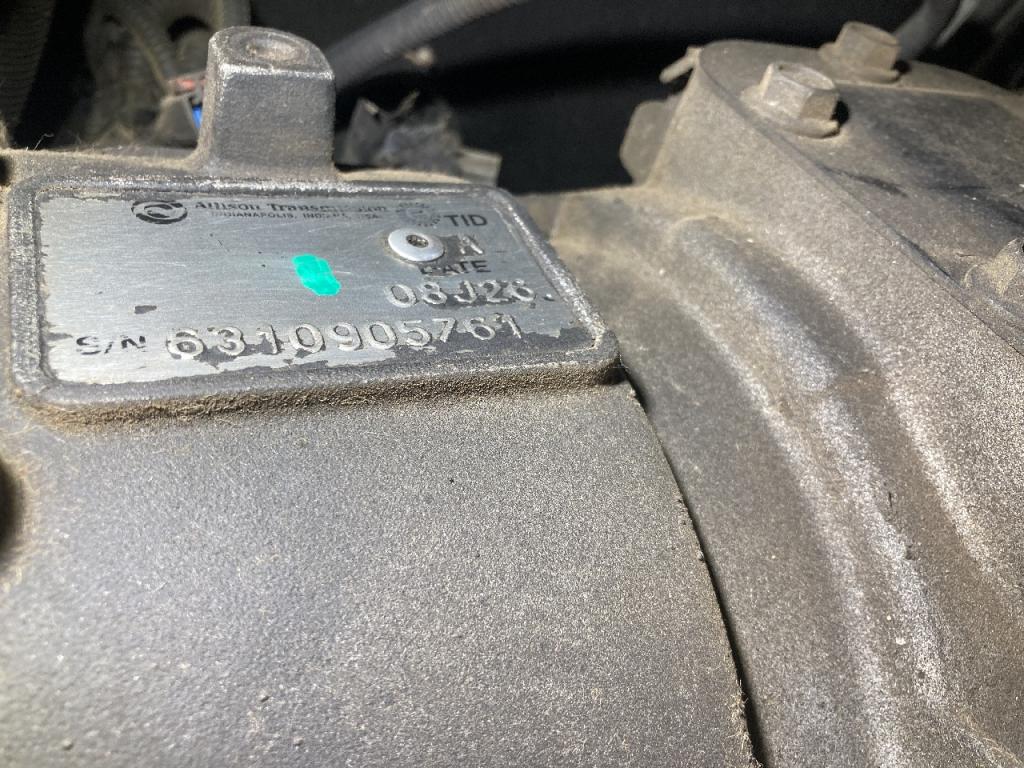 Allison Transmission
INDIANAPOLIS, INDIANA, USA.
TID
A
DATE
08J26.
S/N 6310905761